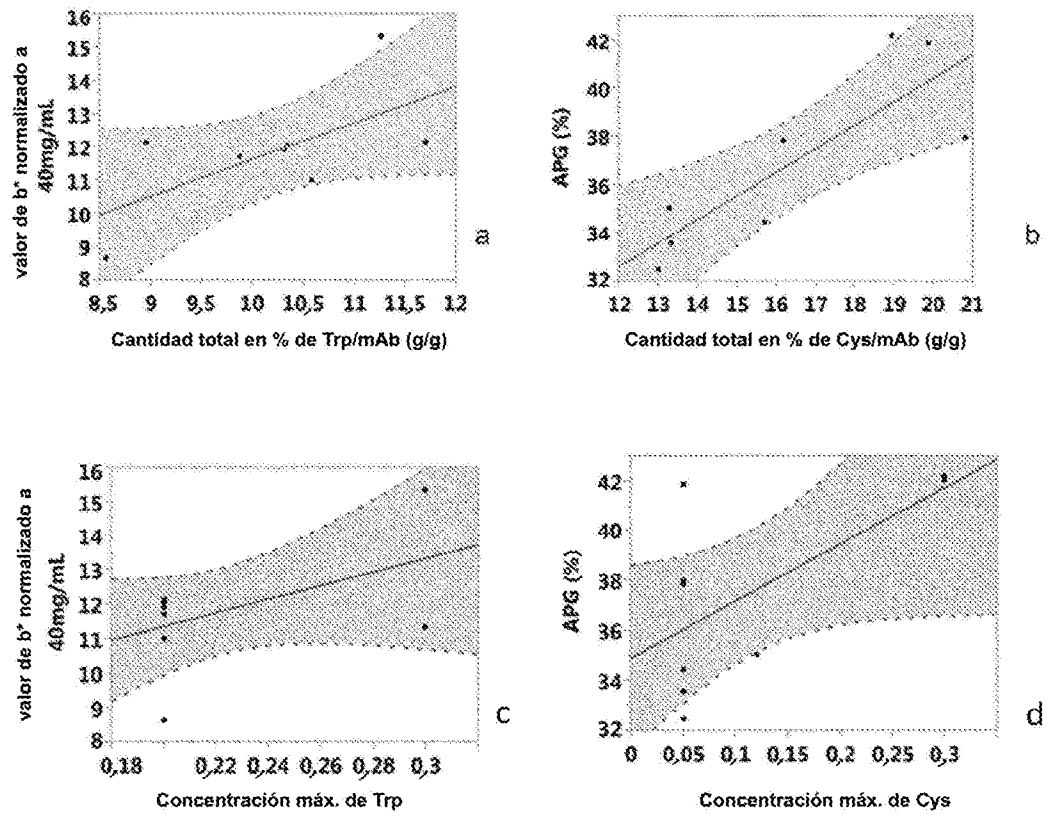 valor de b* normalizado a
40mg/mL
16
15
14
13
12
11
10
9
8
8,5 9 9,5 10 10,5 11 11,5 12
Cantidad total en % de Trp/mAb (g/g)
a
APG (%)
42
40
38
36
34
32
12 13 14 15 16 17 18 19 20 21
Cantidad total en % de Cys/mAb (g/g)
b
valor de b* normalizado a
40mg/mL
16
15
14
13
12
11
10
9
8
0,18 0,22 0,24 0,26 0,28 0,3
Concentración máx. de Trp
c
APG (%)
42
40
38
36
34
32
0 0,05 0,1 0,15 0,2 0,25 0,3
Concentración máx. de Cys
d